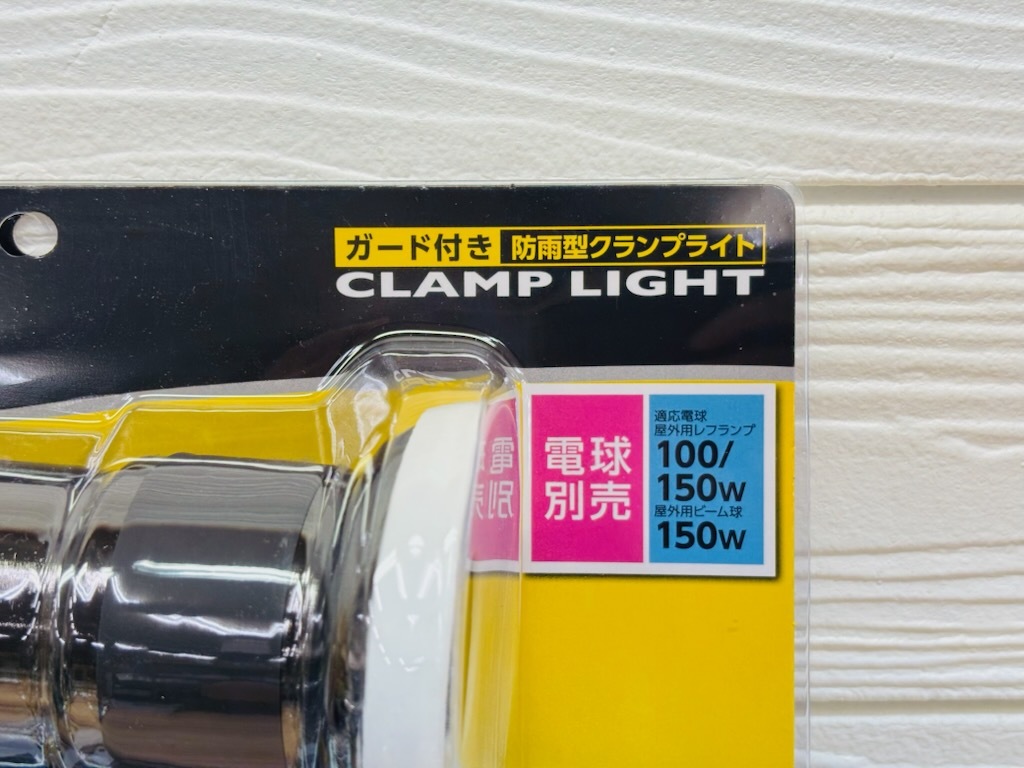 ガード付き 防雨型クランプライト
CLAMP LIGHT
電球
別売
適応電球
屋外用レフランプ
100/
150W
屋外用ビーム球
150W